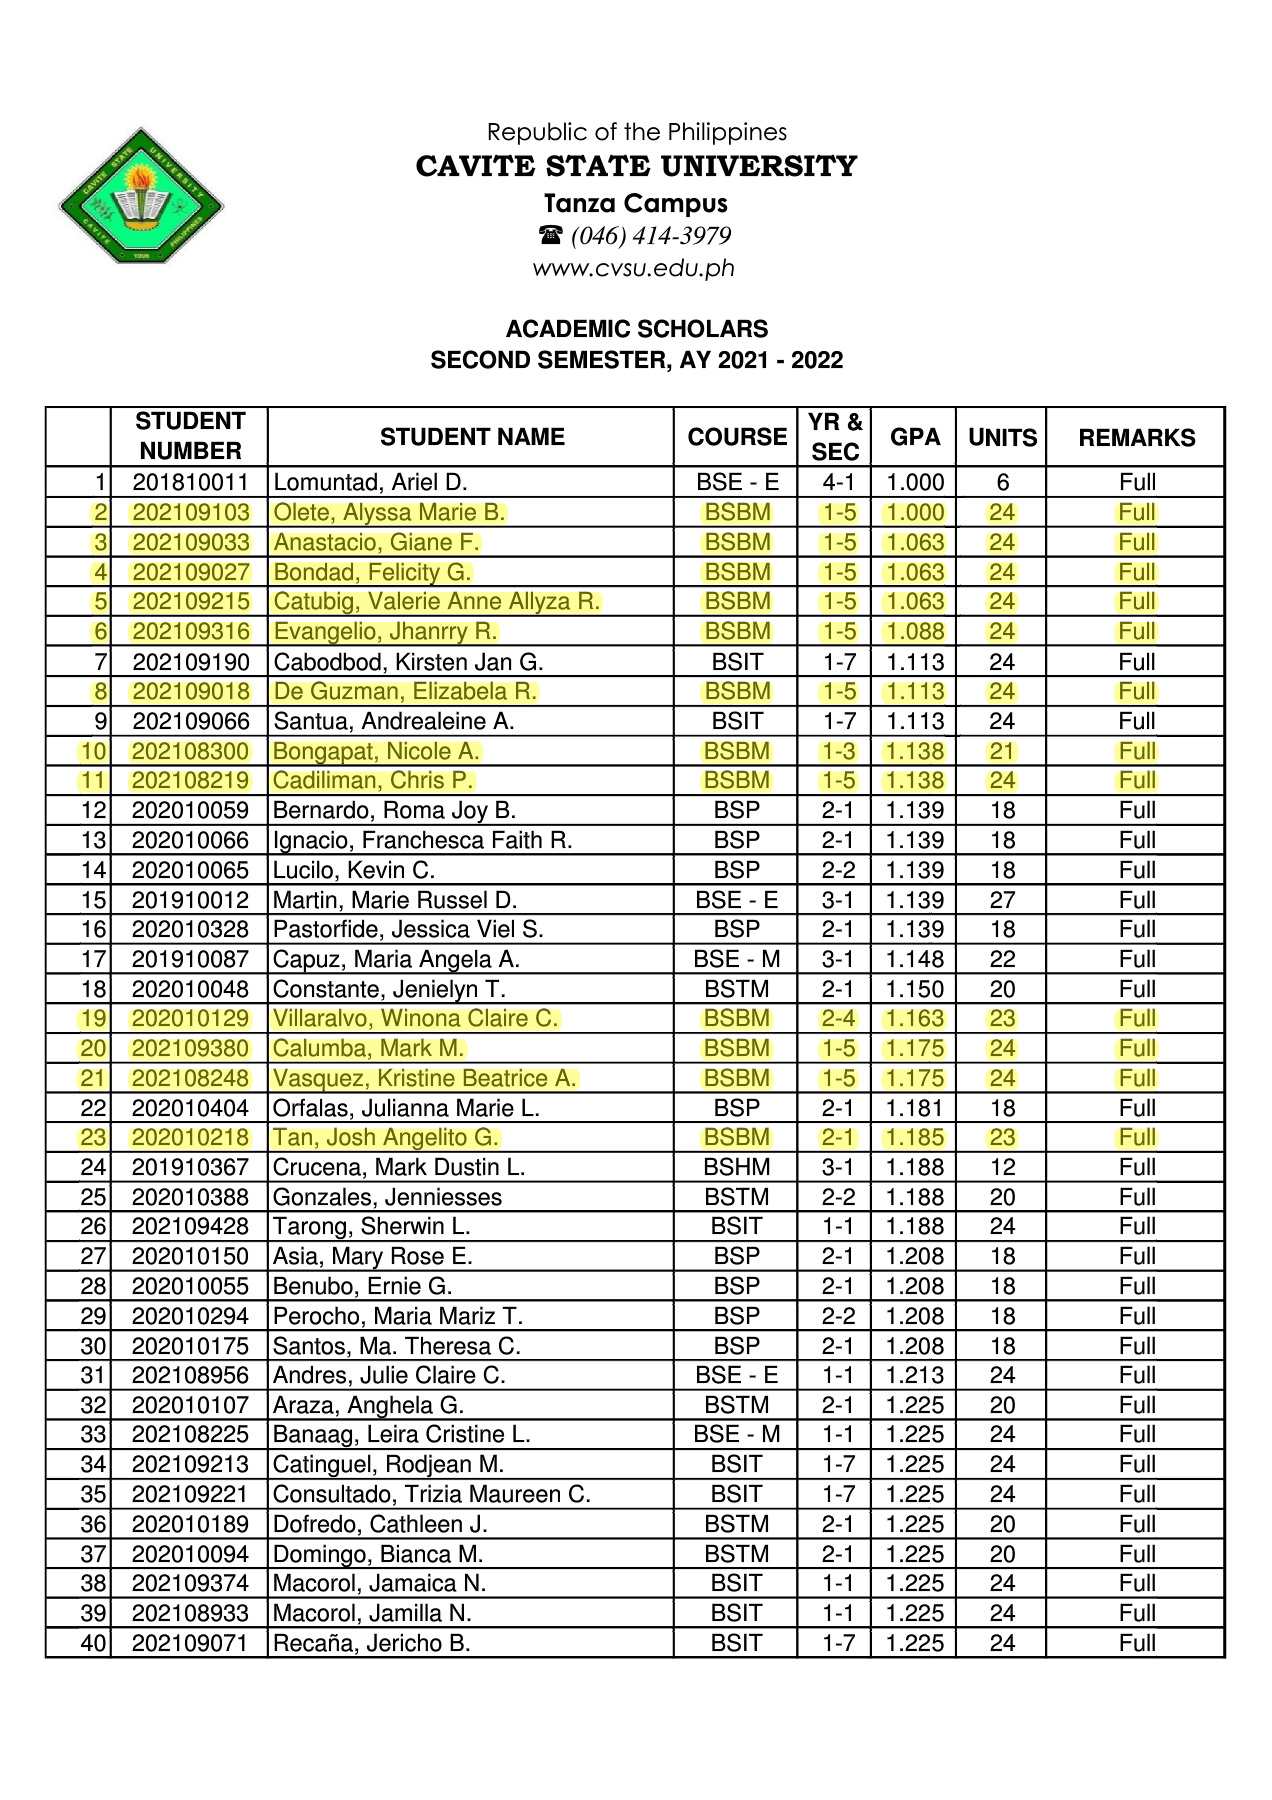 Republic of the Philippines
CAVITE STATE UNIVERSITY
Tanza Campus
☎ (046) 414-3979
www.cvsu.edu.ph
CAVITE STATE UNIVERSITY
CAVITE PHILIPPINES
1906
ACADEMIC SCHOLARS
SECOND SEMESTER, AY 2021 - 2022
STUDENT NUMBER STUDENT NAME COURSE YR & SEC GPA UNITS REMARKS
1 201810011 Lomuntad, Ariel D. BSE - E 4-1 1.000 6 Full
2 202109103 Olete, Alyssa Marie B. BSBM 1-5 1.000 24 Full
3 202109033 Anastacio, Giane F. BSBM 1-5 1.063 24 Full
4 202109027 Bondad, Felicity G. BSBM 1-5 1.063 24 Full
5 202109215 Catubig, Valerie Anne Allyza R. BSBM 1-5 1.063 24 Full
6 202109316 Evangelio, Jhanrry R. BSBM 1-5 1.088 24 Full
7 202109190 Cabodbod, Kirsten Jan G. BSIT 1-7 1.113 24 Full
8 202109018 De Guzman, Elizabela R. BSBM 1-5 1.113 24 Full
9 202109066 Santua, Andrealeine A. BSIT 1-7 1.113 24 Full
10 202108300 Bongapat, Nicole A. BSBM 1-3 1.138 21 Full
11 202108219 Cadiliman, Chris P. BSBM 1-5 1.138 24 Full
12 202010059 Bernardo, Roma Joy B. BSP 2-1 1.139 18 Full
13 202010066 Ignacio, Franchesca Faith R. BSP 2-1 1.139 18 Full
14 202010065 Lucilo, Kevin C. BSP 2-2 1.139 18 Full
15 201910012 Martin, Marie Russel D. BSE - E 3-1 1.139 27 Full
16 202010328 Pastorfide, Jessica Viel S. BSP 2-1 1.139 18 Full
17 201910087 Capuz, Maria Angela A. BSE - M 3-1 1.148 22 Full
18 202010048 Constante, Jenielyn T. BSTM 2-1 1.150 20 Full
19 202010129 Villaralvo, Winona Claire C. BSBM 2-4 1.163 23 Full
20 202109380 Calumba, Mark M. BSBM 1-5 1.175 24 Full
21 202108248 Vasquez, Kristine Beatrice A. BSBM 1-5 1.175 24 Full
22 202010404 Orfalas, Julianna Marie L. BSP 2-1 1.181 18 Full
23 202010218 Tan, Josh Angelito G. BSBM 2-1 1.185 23 Full
24 201910367 Crucena, Mark Dustin L. BSHM 3-1 1.188 12 Full
25 202010388 Gonzales, Jenniesses BSTM 2-2 1.188 20 Full
26 202109428 Tarong, Sherwin L. BSIT 1-1 1.188 24 Full
27 202010150 Asia, Mary Rose E. BSP 2-1 1.208 18 Full
28 202010055 Benubo, Ernie G. BSP 2-1 1.208 18 Full
29 202010294 Perocho, Maria Mariz T. BSP 2-2 1.208 18 Full
30 202010175 Santos, Ma. Theresa C. BSP 2-1 1.208 18 Full
31 202108956 Andres, Julie Claire C. BSE - E 1-1 1.213 24 Full
32 202010107 Araza, Anghela G. BSTM 2-1 1.225 20 Full
33 202108225 Banaag, Leira Cristine L. BSE - M 1-1 1.225 24 Full
34 202109213 Catinguel, Rodjean M. BSIT 1-7 1.225 24 Full
35 202109221 Consultado, Trizia Maureen C. BSIT 1-7 1.225 24 Full
36 202010189 Dofredo, Cathleen J. BSTM 2-1 1.225 20 Full
37 202010094 Domingo, Bianca M. BSTM 2-1 1.225 20 Full
38 202109374 Macorol, Jamaica N. BSIT 1-1 1.225 24 Full
39 202108933 Macorol, Jamilla N. BSIT 1-1 1.225 24 Full
40 202109071 Recaña, Jericho B. BSIT 1-7 1.225 24 Full